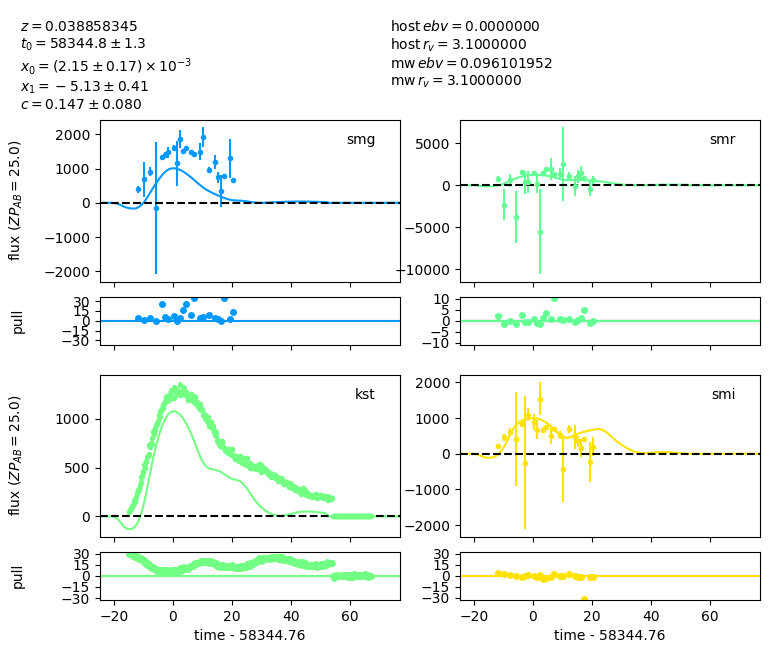 z = 0.038858345
t₀ = 58344.8 ± 1.3
x₀ = (2.15 ± 0.17) × 10⁻³
x₁ = −5.13 ± 0.41
c = 0.147 ± 0.080
host ebv = 0.0000000
host r_v = 3.1000000
mw ebv = 0.096101952
mw r_v = 3.1000000
flux (ZP_AB = 25.0)
2000
1000
0
−1000
−2000
smg
5000
0
−5000
−10000
smr
pull
30
15
0
−15
−30
10
5
0
−5
−10
flux (ZP_AB = 25.0)
1000
500
0
kst
2000
1000
0
−1000
−2000
smi
pull
30
15
0
−15
−30
30
15
0
−15
−30
−20 0 20 40 60
−20 0 20 40 60
time - 58344.76
time - 58344.76